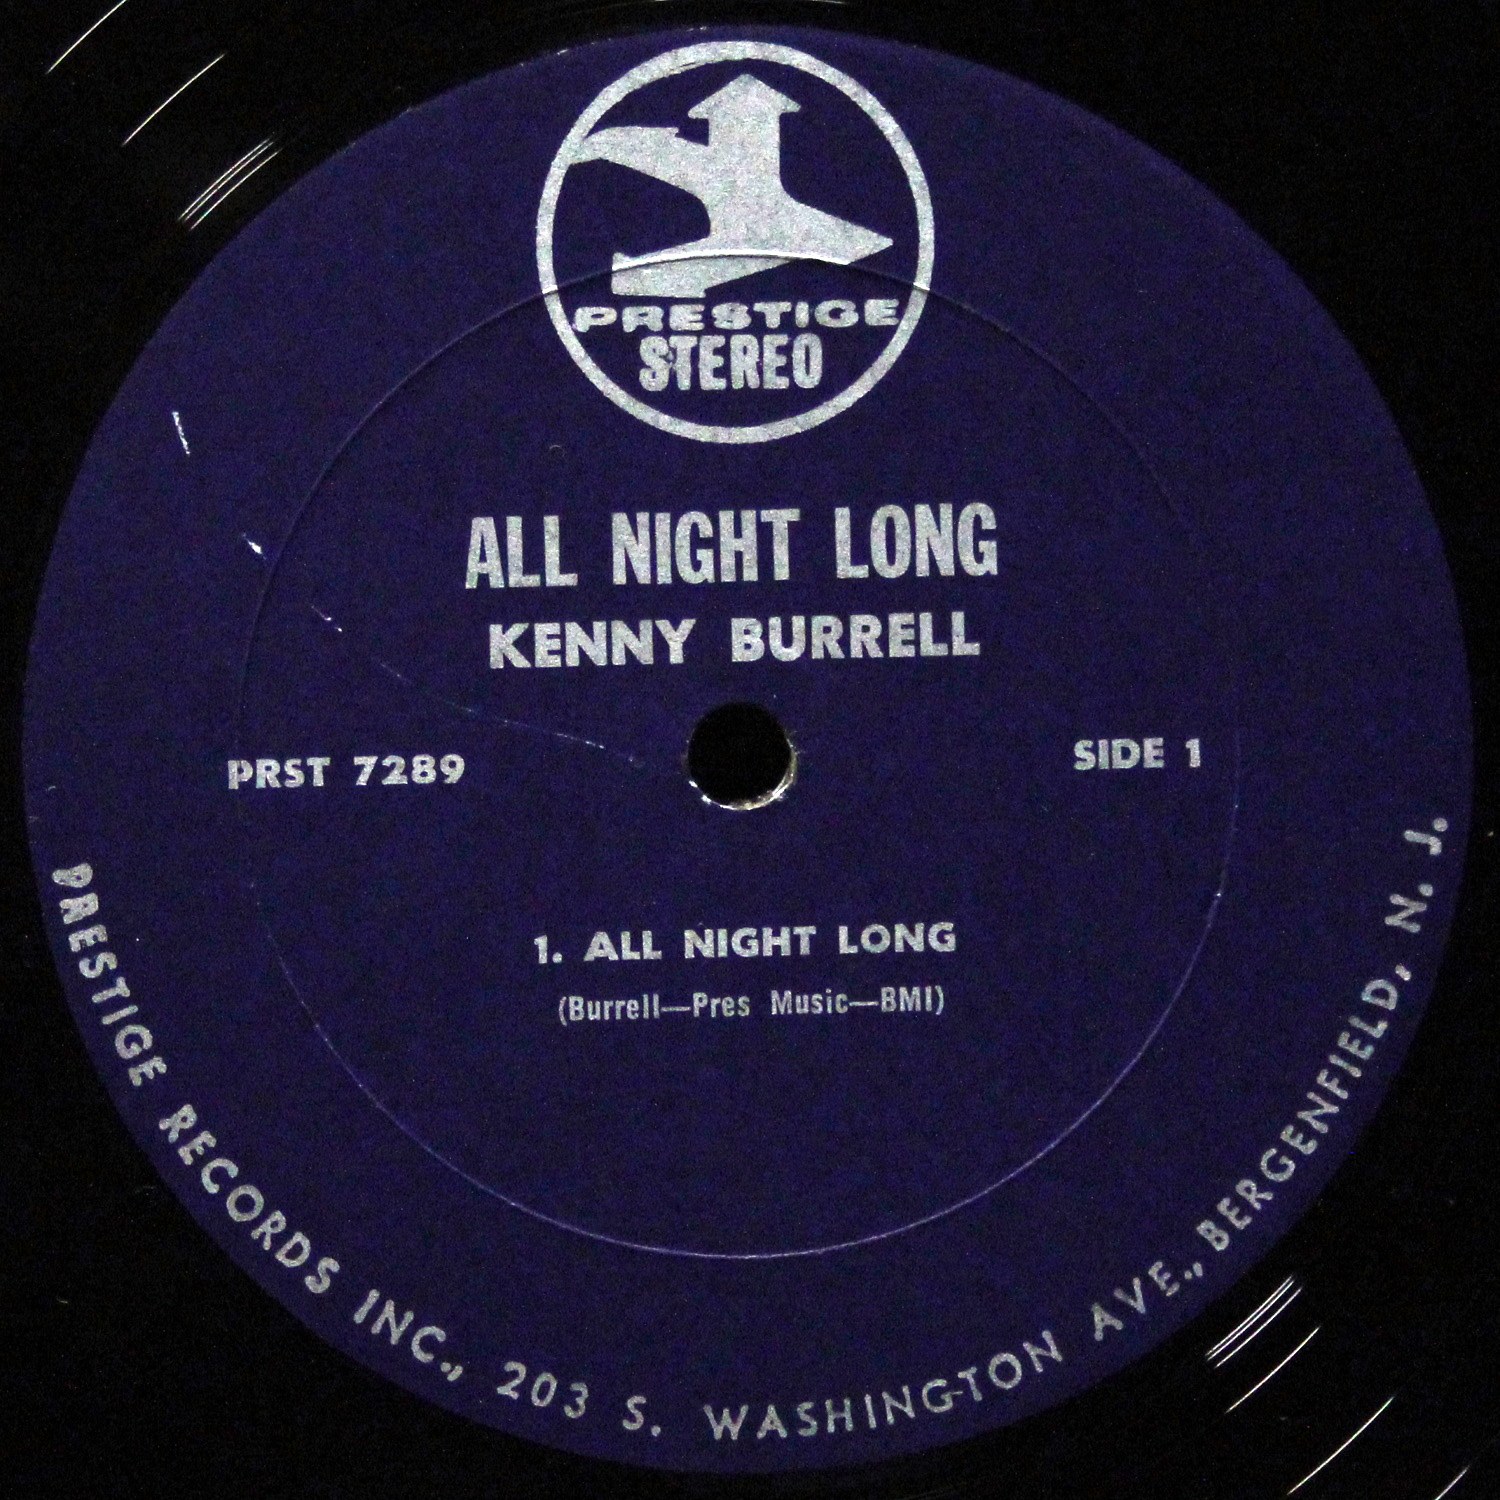 PRESTIGE
STEREO
ALL NIGHT LONG
KENNY BURRELL
PRST 7289
SIDE 1
1. ALL NIGHT LONG
(Burrell—Pres Music—BMI)
PRESTIGE RECORDS INC., 203 S. WASHINGTON AVE., BERGENFIELD, N. J.